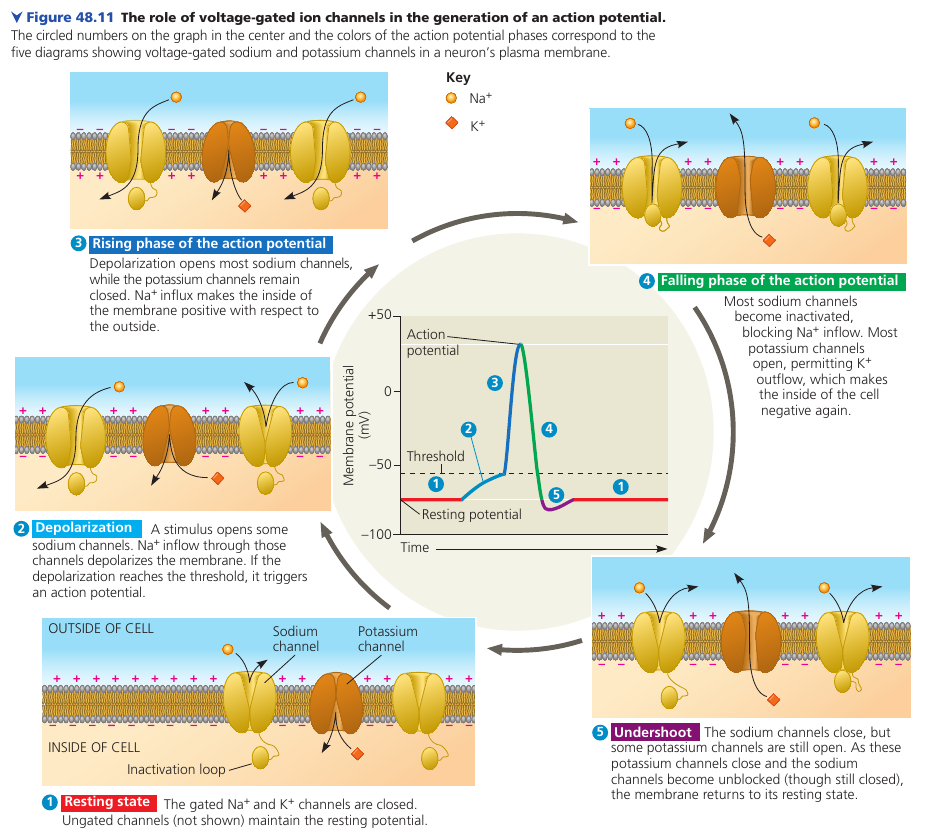 Figure 48.11 The role of voltage-gated ion channels in the generation of an action potential.
The circled numbers on the graph in the center and the colors of the action potential phases correspond to the
five diagrams showing voltage-gated sodium and potassium channels in a neuron's plasma membrane.
Key
Na+
K+
3 Rising phase of the action potential
Depolarization opens most sodium channels,
while the potassium channels remain
closed. Na+ influx makes the inside of
the membrane positive with respect to
the outside.
4 Falling phase of the action potential
Most sodium channels
become inactivated,
blocking Na+ inflow. Most
potassium channels
open, permitting K+
outflow, which makes
the inside of the cell
negative again.
Membrane potential
(mV)
+50
0
−50
−100
Action
potential
3
2
4
Threshold
1
5
1
Resting potential
Time
2 Depolarization A stimulus opens some
sodium channels. Na+ inflow through those
channels depolarizes the membrane. If the
depolarization reaches the threshold, it triggers
an action potential.
OUTSIDE OF CELL
Sodium
channel
Potassium
channel
INSIDE OF CELL
Inactivation loop
1 Resting state The gated Na+ and K+ channels are closed.
Ungated channels (not shown) maintain the resting potential.
5 Undershoot The sodium channels close, but
some potassium channels are still open. As these
potassium channels close and the sodium
channels become unblocked (though still closed),
the membrane returns to its resting state.